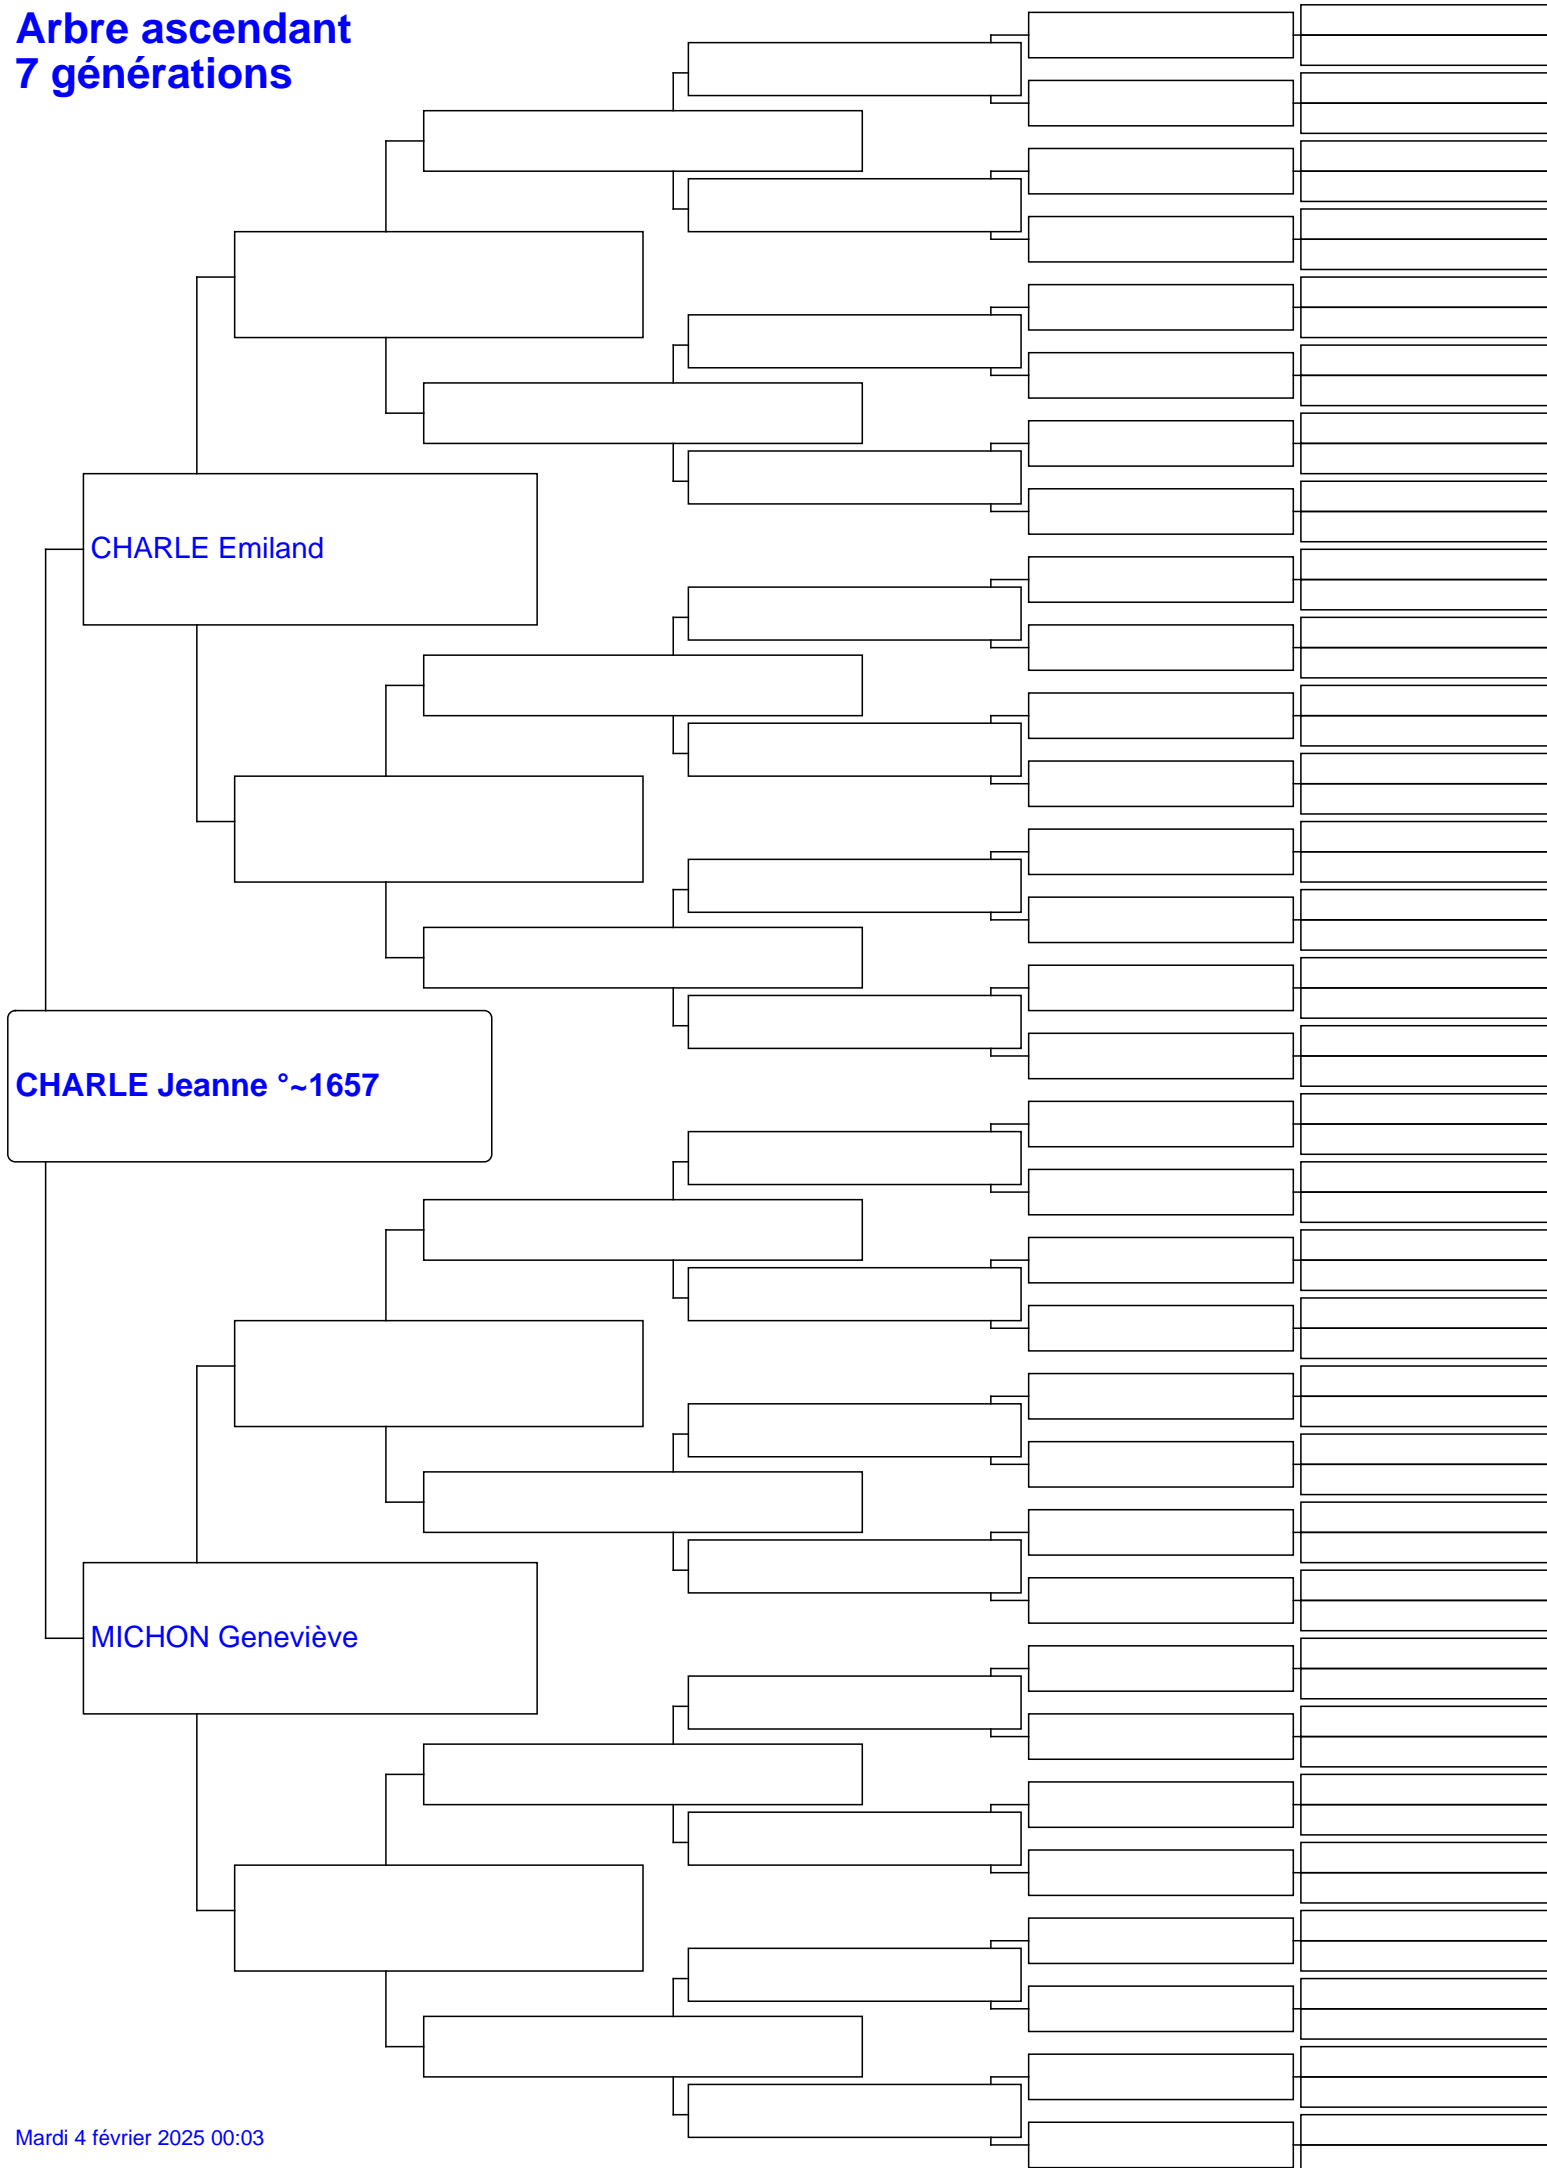 Arbre ascendant
7 générations
CHARLE Emiland
CHARLE Jeanne °~1657
MICHON Geneviève
Mardi 4 février 2025 00:03